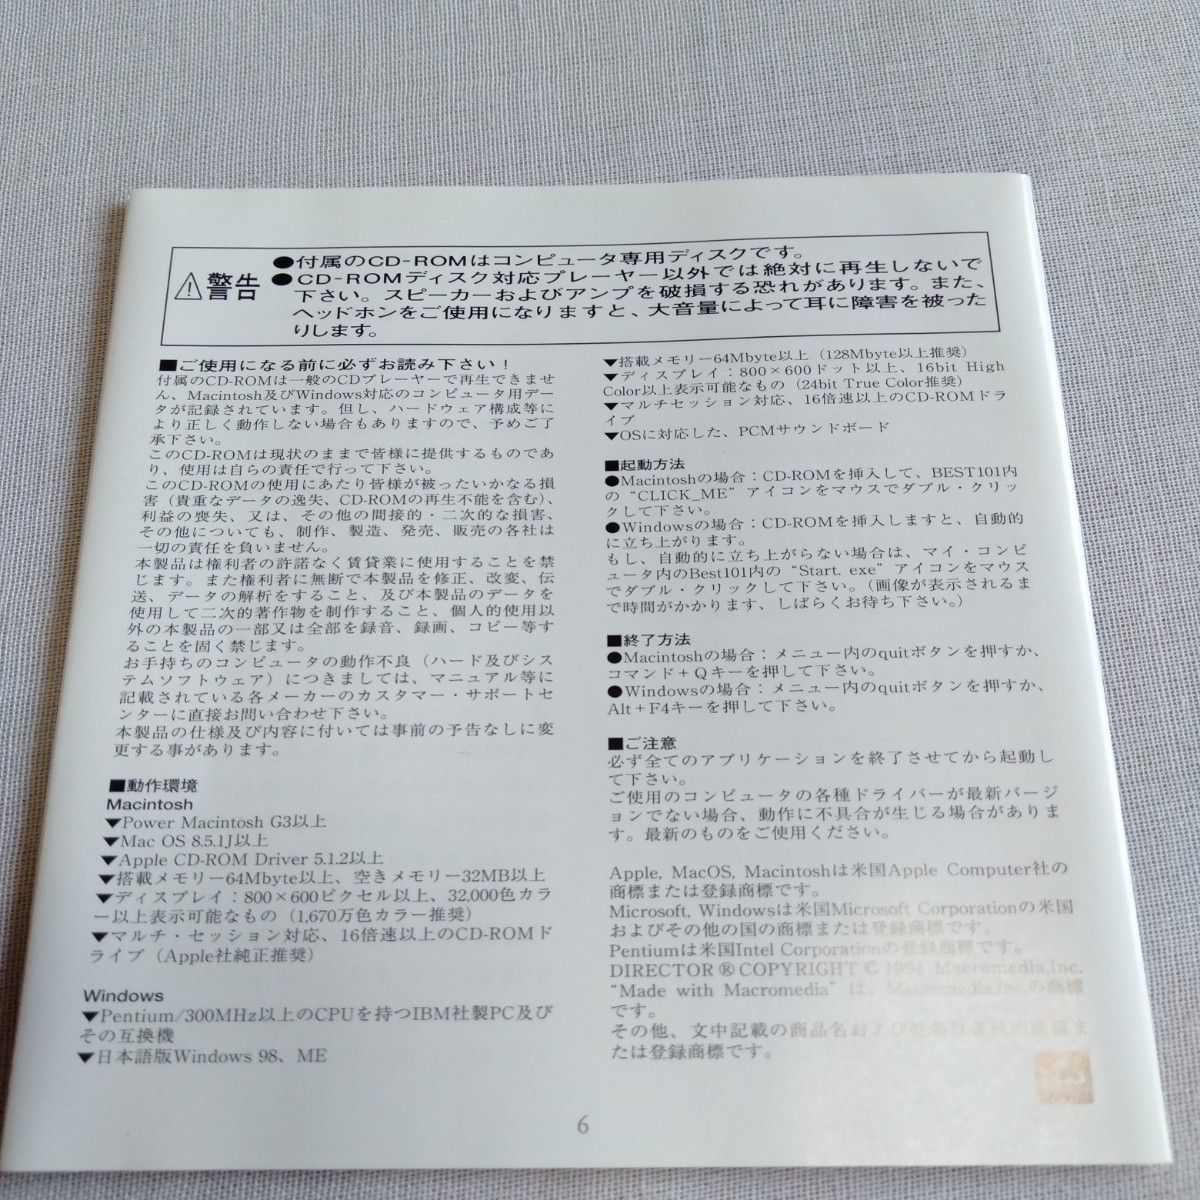 警告
●付属のCD-ROMはコンピュータ専用ディスクです。
●CD-ROMディスク対応プレーヤー以外では絶対に再生しないで
下さい。スピーカーおよびアンプを破損する恐れがあります。また、
ヘッドホンをご使用になりますと、大音量によって耳に障害を被った
りします。
■ご使用になる前に必ずお読み下さい！
付属のCD-ROMは一般のCDプレーヤーで再生できませ
ん、Macintosh及びWindows対応のコンピュータ用デー
タが記録されています。但し、ハードウェア構成等に
より正しく動作しない場合もありますので、予めご了
承下さい。
このCD-ROMは現状のままで皆様に提供するものであ
り、使用は自らの責任で行って下さい。
このCD-ROMの使用にあたり皆様が被ったいかなる損
害（貴重なデータの逸失、CD-ROMの再生不能を含む）、
利益の喪失、又は、その他の間接的・二次的な損害、
その他についても、制作、製造、発売、販売の各社は
一切の責任を負いません。
本製品は権利者の許諾なく賃貸業に使用することを禁
じます。また権利者に無断で本製品を修正、改変、伝
送、データの解析をすること、及び本製品のデータを
使用して二次的著作物を制作すること、個人的使用以
外の本製品の一部又は全部を録音、録画、コピー等す
ることを固く禁じます。
お手持ちのコンピュータの動作不良（ハード及びシス
テムソフトウェア）につきましては、マニュアル等に
記載されている各メーカーのカスタマー・サポートセ
ンターに直接お問い合わせ下さい。
本製品の仕様及び内容に付いては事前の予告なしに変
更する事があります。
■動作環境
Macintosh
▼Power Macintosh G3以上
▼Mac OS 8.5.1J以上
▼Apple CD-ROM Driver 5.1.2以上
▼搭載メモリー64Mbyte以上、空きメモリー32MB以上
▼ディスプレイ：800×600ピクセル以上、32,000色カラ
ー以上表示可能なもの（1,670万色カラー推奨）
▼マルチ・セッション対応、16倍速以上のCD-ROMド
ライブ（Apple社純正推奨）
Windows
▼Pentium/300MHz以上のCPUを持つIBM社製PC及び
その互換機
▼日本語版Windows 98、ME
▼搭載メモリー64Mbyte以上（128Mbyte以上推奨）
▼ディスプレイ：800×600ドット以上、16bit High
Color以上表示可能なもの（24bit True Color推奨）
▼マルチセッション対応、16倍速以上のCD-ROMドラ
イブ
▼OSに対応した、PCMサウンドボード
■起動方法
●Macintoshの場合：CD-ROMを挿入して、BEST101内
の“CLICK_ME”アイコンをマウスでダブル・クリッ
クして下さい。
●Windowsの場合：CD-ROMを挿入しますと、自動的
に立ち上がります。
もし、自動的に立ち上がらない場合は、マイ・コンピ
ュータ内のBest101内の“Start. exe”アイコンをマウス
でダブル・クリックして下さい。（画像が表示されるま
で時間がかかります、しばらくお待ち下さい。）
■終了方法
●Macintoshの場合：メニュー内のquitボタンを押すか、
コマンド＋Qキーを押して下さい。
●Windowsの場合：メニュー内のquitボタンを押すか、
Alt＋F4キーを押して下さい。
■ご注意
必ず全てのアプリケーションを終了させてから起動し
て下さい。
ご使用のコンピュータの各種ドライバーが最新バージ
ョンでない場合、動作に不具合が生じる場合がありま
す。最新のものをご使用ください。
Apple, MacOS, Macintoshは米国Apple Computer社の
商標または登録商標です。
Microsoft, Windowsは米国Microsoft Corporationの米国
およびその他の国の商標または登録商標です。
Pentiumは米国Intel Corporationの登録商標です。
DIRECTOR®COPYRIGHT © 1994 Macromedia,Inc.
“Made with Macromedia”は、Macromedia,Inc.の商標
です。
その他、文中記載の商品名および社名は各社の商標ま
たは登録商標です。
6